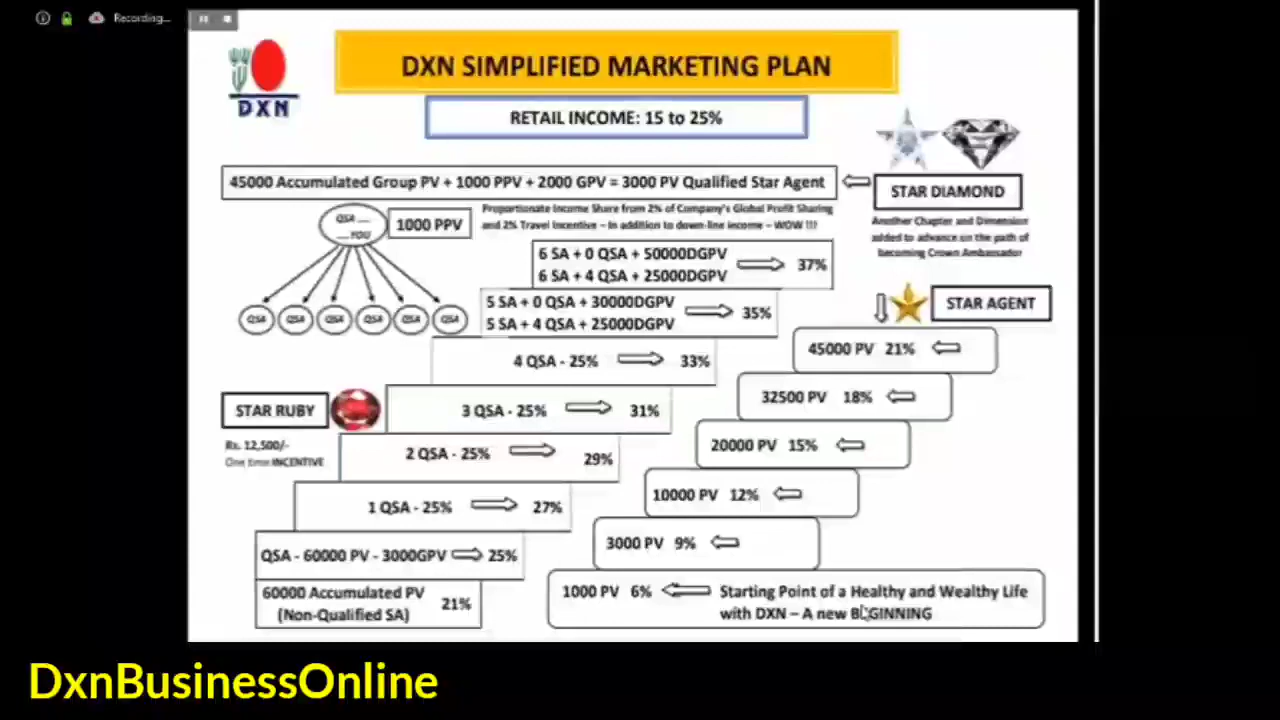 Recording...
DXN
DXN SIMPLIFIED MARKETING PLAN
RETAIL INCOME: 15 to 25%
45000 Accumulated Group PV + 1000 PPV + 2000 GPV = 3000 PV Qualified Star Agent
STAR DIAMOND
Another Chapter and Dimension
added to advance on the path of
becoming Crown Ambassador
QSA __
__YOU
1000 PPV
Proportionate Income Share from 2% of Company's Global Profit Sharing
and 2% Travel Incentive – In addition to down-line income – WOW !!!
6 SA + 0 QSA + 50000DGPV
6 SA + 4 QSA + 25000DGPV
37%
QSA QSA QSA QSA QSA QSA
5 SA + 0 QSA + 30000DGPV
5 SA + 4 QSA + 25000DGPV
35%
STAR AGENT
45000 PV 21%
4 QSA - 25% 33%
32500 PV 18%
STAR RUBY
Rs. 12,500/-
One time INCENTIVE
3 QSA - 25% 31%
20000 PV 15%
2 QSA - 25% 29%
10000 PV 12%
1 QSA - 25% 27%
3000 PV 9%
QSA - 60000 PV - 3000GPV 25%
60000 Accumulated PV
(Non-Qualified SA)
21%
1000 PV 6% Starting Point of a Healthy and Wealthy Life
with DXN – A new BEGINNING
DxnBusinessOnline